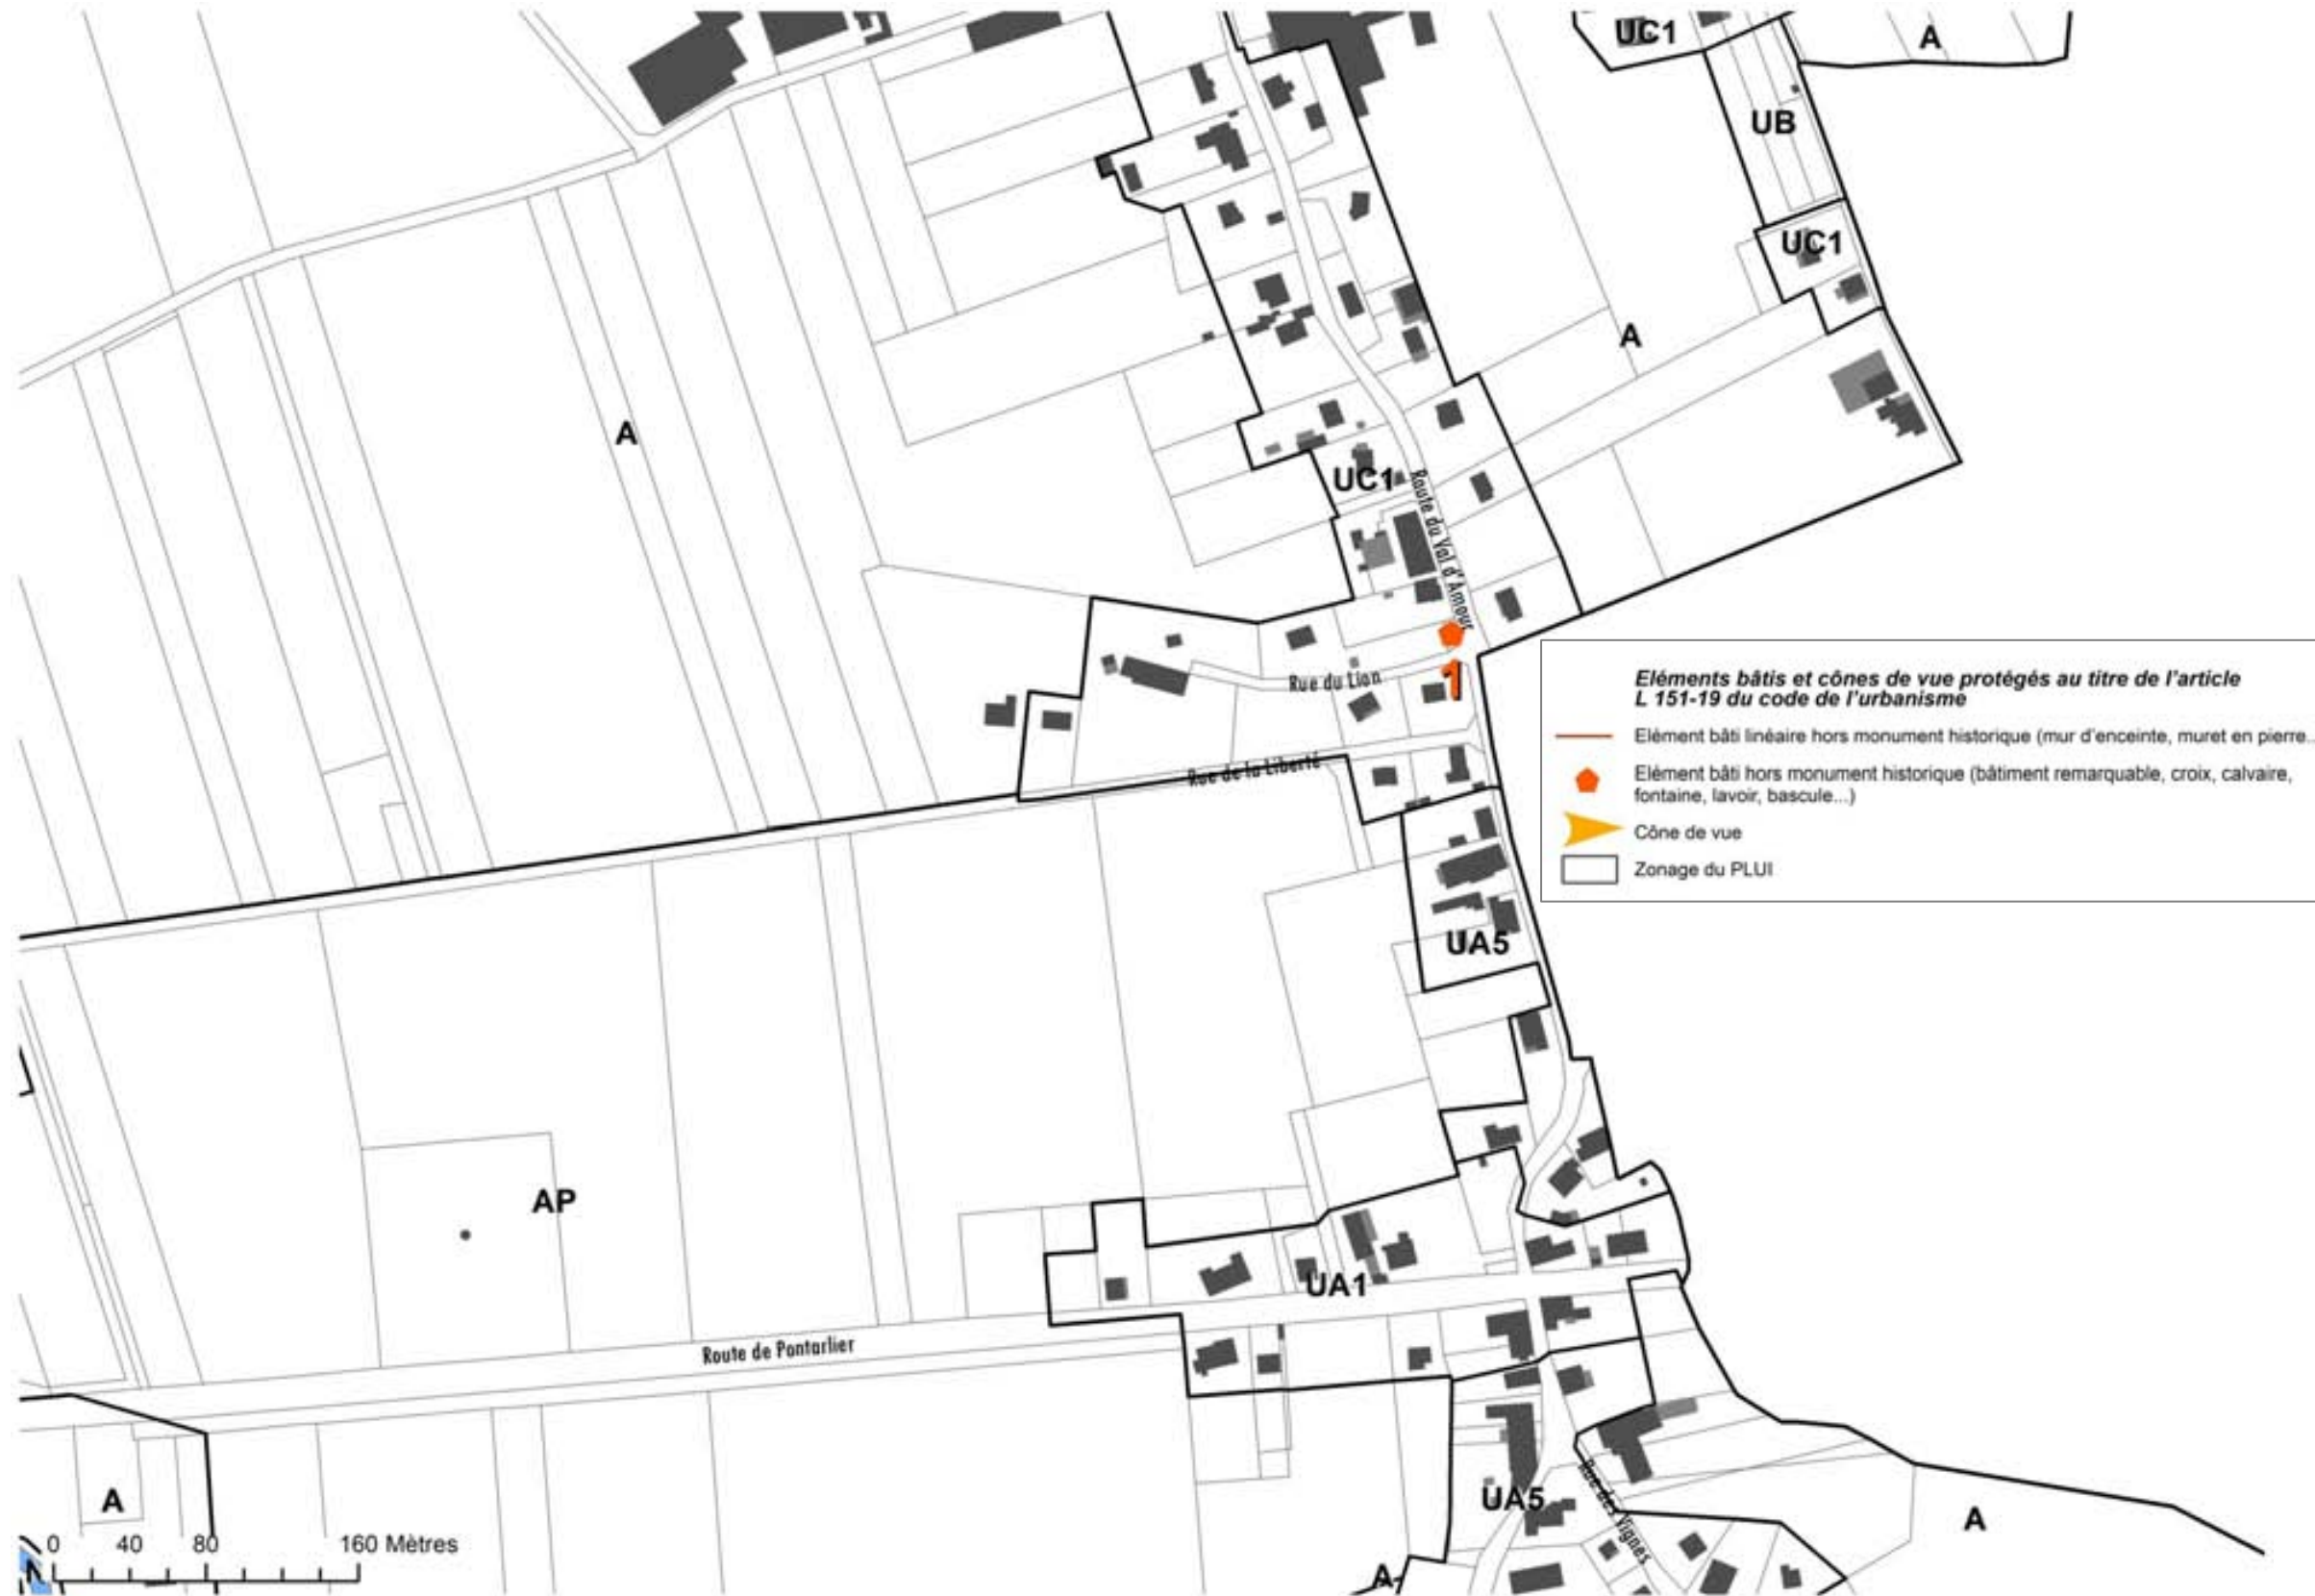 UC1
A
UB
UC1
A
A
UC1
Route du Val d'Amour
1
Rue du Lion
Rue de la Liberté
Eléments bâtis et cônes de vue protégés au titre de l'article
L 151-19 du code de l'urbanisme
Elément bâti linéaire hors monument historique (mur d'enceinte, muret en pierre..
Elément bâti hors monument historique (bâtiment remarquable, croix, calvaire,
fontaine, lavoir, bascule...)
Cône de vue
Zonage du PLUI
UA5
AP
UA1
Route de Pontarlier
A
UA5
Rue des Vignes
A
0 40 80 160 Mètres
N
A